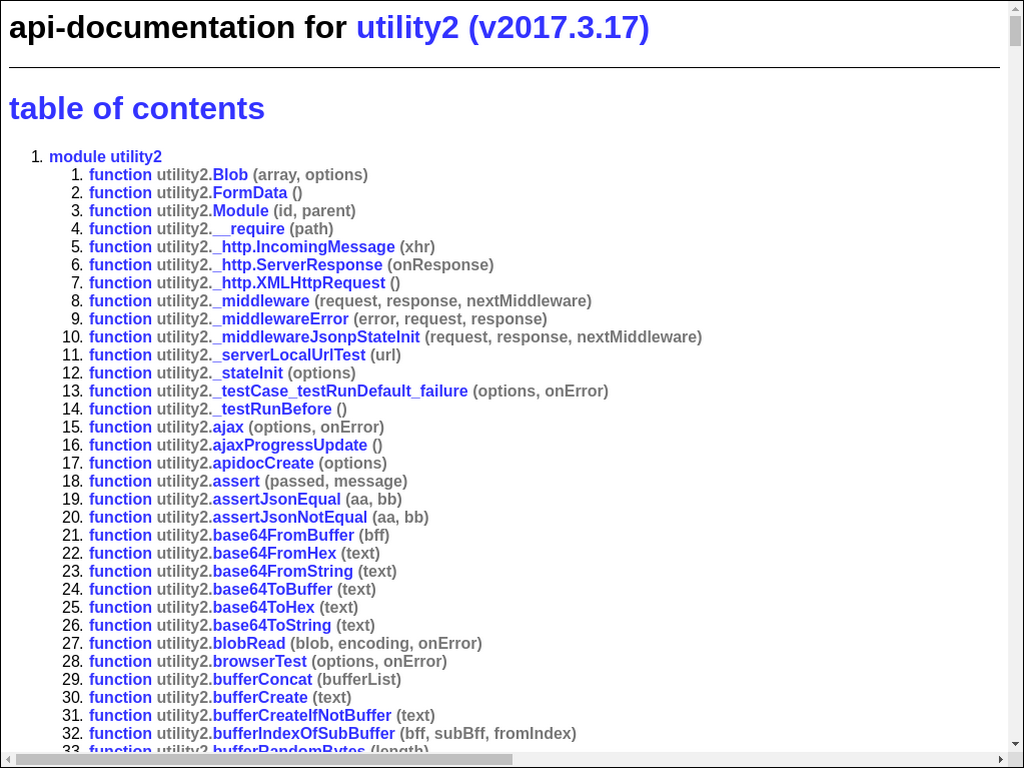 api-documentation for utility2 (v2017.3.17)
table of contents
1. module utility2
1. function utility2.Blob (array, options)
2. function utility2.FormData ()
3. function utility2.Module (id, parent)
4. function utility2.__require (path)
5. function utility2._http.IncomingMessage (xhr)
6. function utility2._http.ServerResponse (onResponse)
7. function utility2._http.XMLHttpRequest ()
8. function utility2._middleware (request, response, nextMiddleware)
9. function utility2._middlewareError (error, request, response)
10. function utility2._middlewareJsonpStateInit (request, response, nextMiddleware)
11. function utility2._serverLocalUrlTest (url)
12. function utility2._stateInit (options)
13. function utility2._testCase_testRunDefault_failure (options, onError)
14. function utility2._testRunBefore ()
15. function utility2.ajax (options, onError)
16. function utility2.ajaxProgressUpdate ()
17. function utility2.apidocCreate (options)
18. function utility2.assert (passed, message)
19. function utility2.assertJsonEqual (aa, bb)
20. function utility2.assertJsonNotEqual (aa, bb)
21. function utility2.base64FromBuffer (bff)
22. function utility2.base64FromHex (text)
23. function utility2.base64FromString (text)
24. function utility2.base64ToBuffer (text)
25. function utility2.base64ToHex (text)
26. function utility2.base64ToString (text)
27. function utility2.blobRead (blob, encoding, onError)
28. function utility2.browserTest (options, onError)
29. function utility2.bufferConcat (bufferList)
30. function utility2.bufferCreate (text)
31. function utility2.bufferCreateIfNotBuffer (text)
32. function utility2.bufferIndexOfSubBuffer (bff, subBff, fromIndex)
33. function utility2.bufferRandomBytes (length)